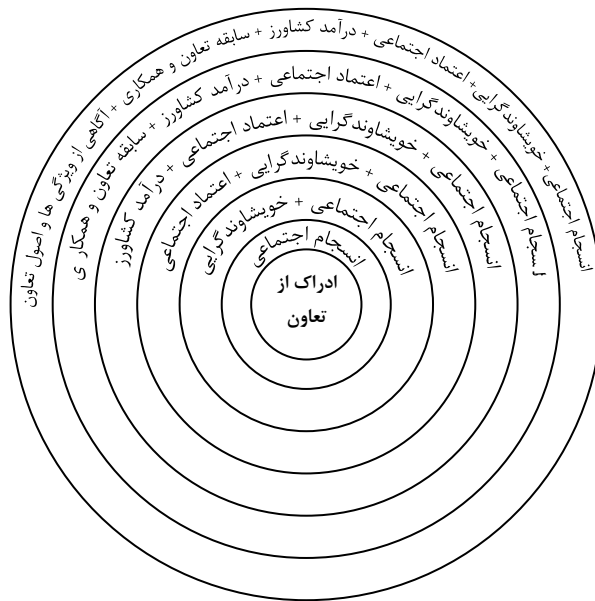 انسجام اجتماعی + خویشاوندگرایی + اعتماد اجتماعی + درآمد کشاورز + سابقه تعاون و همکاری + آگاهی از ویژگی ها و اصول تعاون
انسجام اجتماعی + خویشاوندگرایی + اعتماد اجتماعی + درآمد کشاورز + سابقه تعاون و همکار ی
انسجام اجتماعی + خویشاوندگرایی + اعتماد اجتماعی + درآمد کشاورز
انسجام اجتماعی + خویشاوندگرایی + اعتماد اجتماعی
انسجام اجتماعی + خویشاوندگرایی
انسجام اجتماعی
ادراک از
تعاون